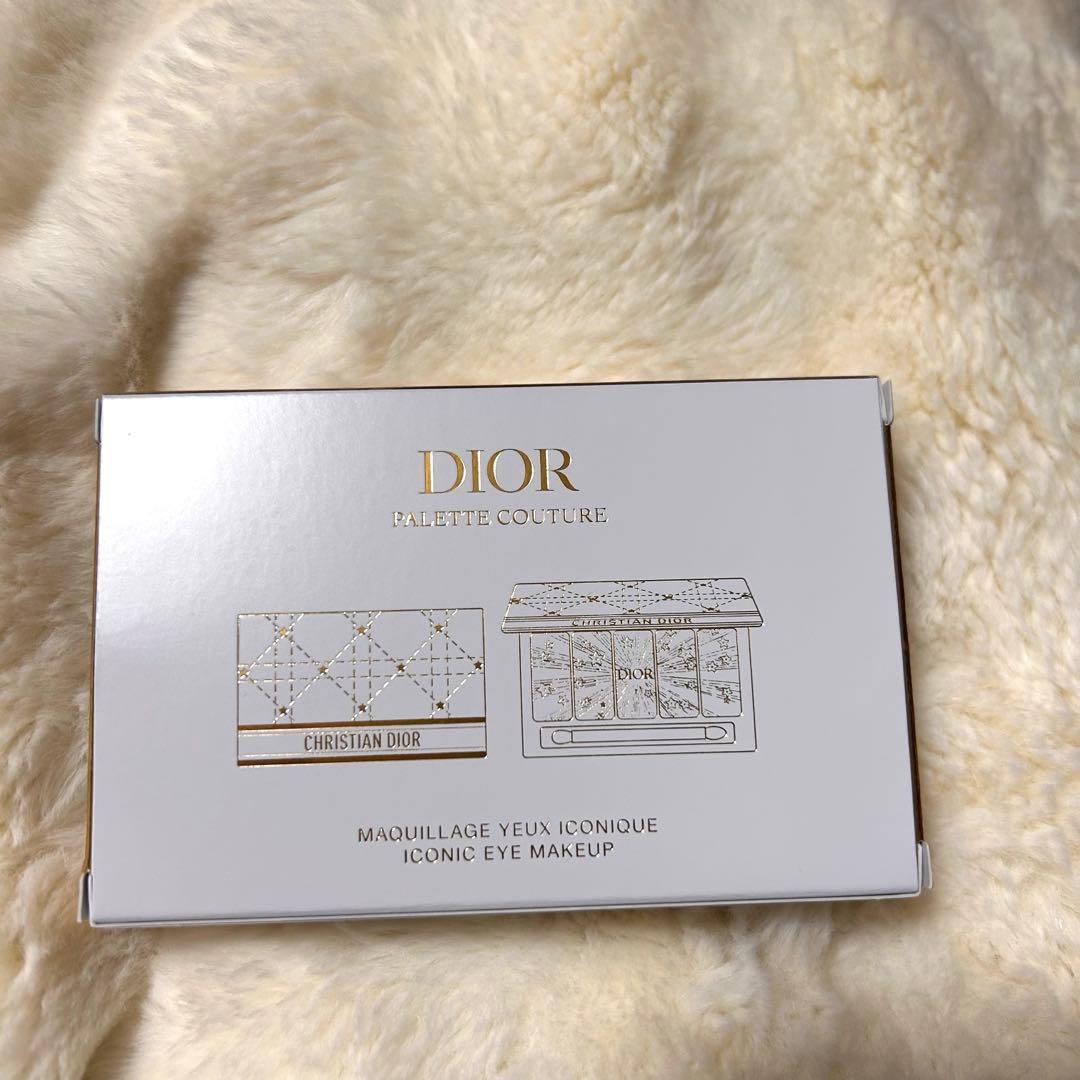 DIOR
PALETTE COUTURE
CHRISTIAN DIOR
DIOR
CHRISTIAN DIOR
MAQUILLAGE YEUX ICONIQUE
ICONIC EYE MAKEUP